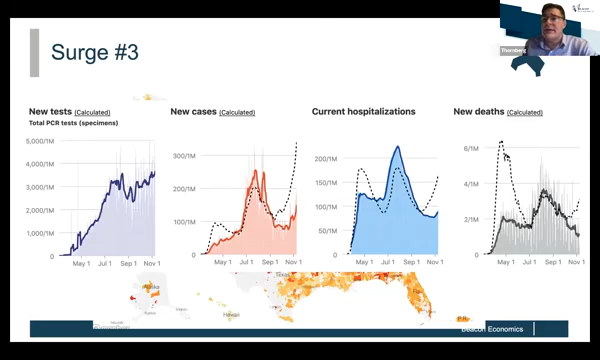 Surge #3
Thornberg
New tests (Calculated)
Total PCR tests (specimens)
5,000/1M
4,000/1M
3,000/1M
2,000/1M
1,000/1M
0
May 1 Jul 1 Sep 1 Nov 1
New cases (Calculated)
300/1M
200/1M
100/1M
0
May 1 Jul 1 Sep 1 Nov 1
Current hospitalizations
200/1M
150/1M
100/1M
50/1M
0
May 1 Jul 1 Sep 1 Nov 1
New deaths (Calculated)
6/1M
4/1M
2/1M
0
May 1 Jul 1 Sep 1 Nov 1
Alaska
Hawaii
Texas
P.R.
Beacon Economics